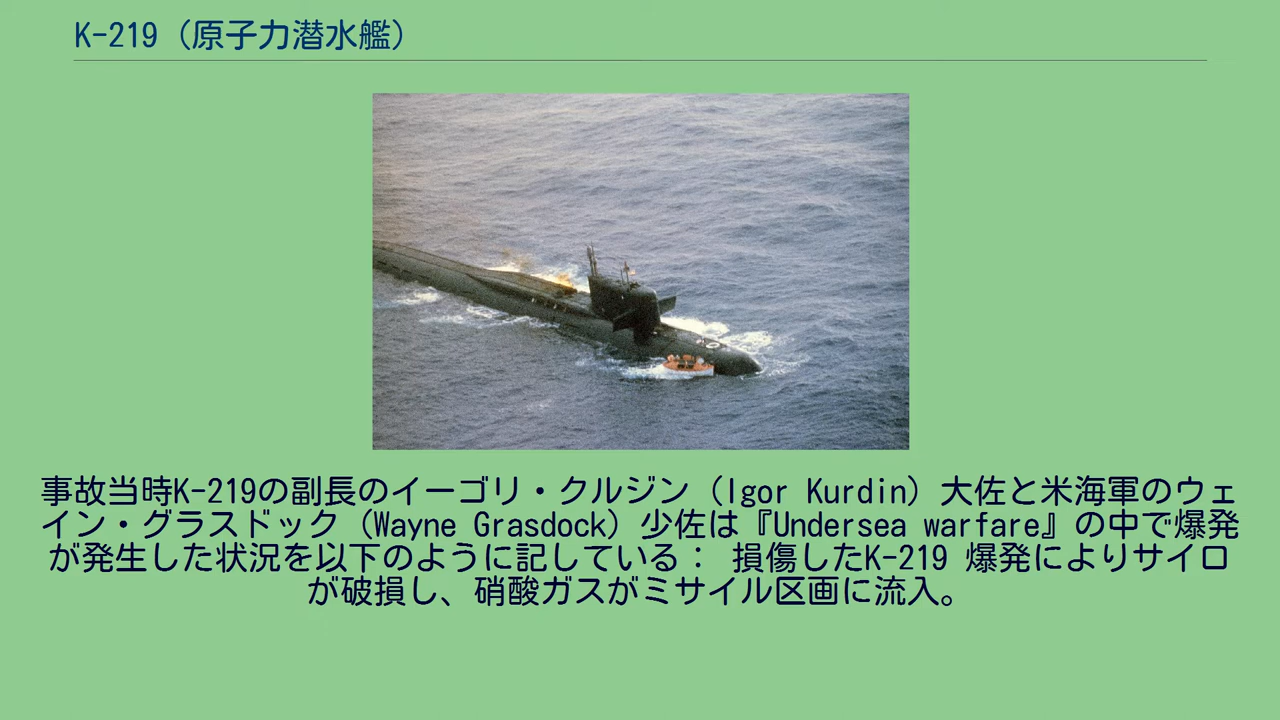 K-219（原子力潜水艦）
事故当時K-219の副長のイーゴリ・クルジン（Igor Kurdin）大佐と米海軍のウェ
イン・グラスドック（Wayne Grasdock）少佐は『Undersea warfare』の中で爆発
が発生した状況を以下のように記している： 損傷したK-219 爆発によりサイロ
が破損し、硝酸ガスがミサイル区画に流入。